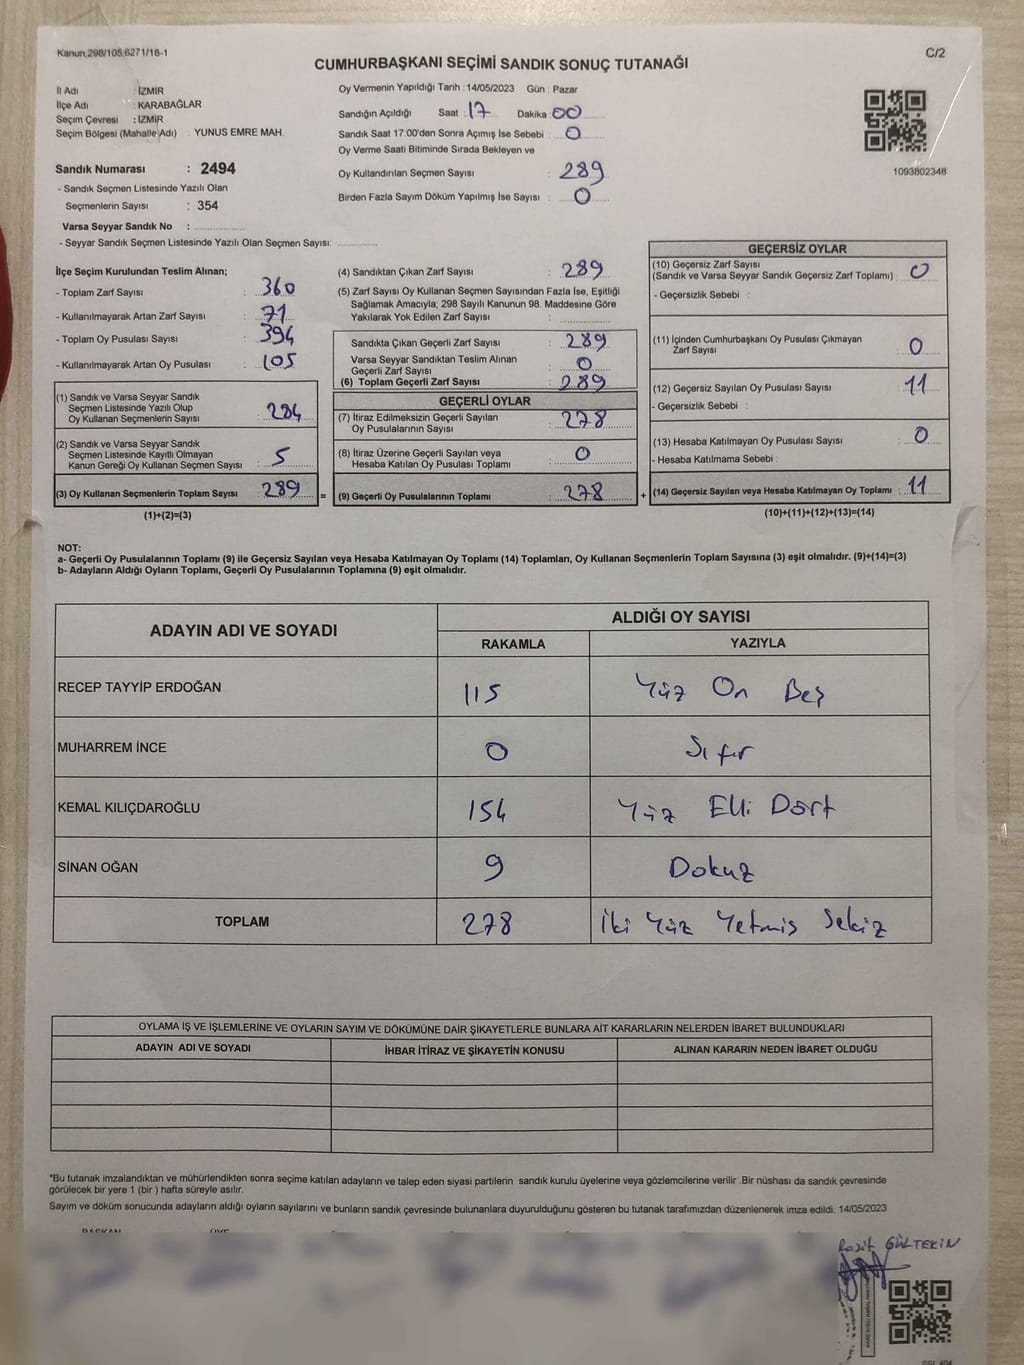 Kanun:298/105;6271/18-1
C/2
CUMHURBAŞKANI SEÇİMİ SANDIK SONUÇ TUTANAĞI
İl Adı : İZMİR
İlçe Adı : KARABAĞLAR
Seçim Çevresi : İZMİR
Seçim Bölgesi (Mahalle Adı) : YUNUS EMRE MAH.
Sandık Numarası : 2494
- Sandık Seçmen Listesinde Yazılı Olan
Seçmenlerin Sayısı : 354
Varsa Seyyar Sandık No :
- Seyyar Sandık Seçmen Listesinde Yazılı Olan Seçmen Sayısı:
Oy Vermenin Yapıldığı Tarih : 14/05/2023 Gün : Pazar
Sandığın Açıldığı Saat : 17 Dakika 00
Sandık Saat 17:00'den Sonra Açımış İse Sebebi : 0
Oy Verme Saati Bitiminde Sırada Bekleyen ve
Oy Kullandırılan Seçmen Sayısı : 289
Birden Fazla Sayım Döküm Yapılmış İse Sayısı : 0
1093802348
İlçe Seçim Kurulundan Teslim Alınan;
- Toplam Zarf Sayısı : 360
- Kullanılmayarak Artan Zarf Sayısı : 71
- Toplam Oy Pusulası Sayısı : 394
- Kullanılmayarak Artan Oy Pusulası : 105
(1) Sandık ve Varsa Seyyar Sandık
Seçmen Listesinde Yazılı Olup
Oy Kullanan Seçmenlerin Sayısı : 284
(2) Sandık ve Varsa Seyyar Sandık
Seçmen Listesinde Kayıtlı Olmayan
Kanun Gereği Oy Kullanan Seçmen Sayısı : 5
(3) Oy Kullanan Seçmenlerin Toplam Sayısı : 289 =
(1)+(2)=(3)
(4) Sandıktan Çıkan Zarf Sayısı : 289
(5) Zarf Sayısı Oy Kullanan Seçmen Sayısından Fazla İse, Eşitliği
Sağlamak Amacıyla; 298 Sayılı Kanunun 98. Maddesine Göre
Yakılarak Yok Edilen Zarf Sayısı :
Sandıkta Çıkan Geçerli Zarf Sayısı : 289
Varsa Seyyar Sandıktan Teslim Alınan
Geçerli Zarf Sayısı : 0
(6) Toplam Geçerli Zarf Sayısı : 289
GEÇERLİ OYLAR
(7) İtiraz Edilmeksizin Geçerli Sayılan
Oy Pusulalarının Sayısı : 278
(8) İtiraz Üzerine Geçerli Sayılan veya
Hesaba Katılan Oy Pusulası Toplamı : 0
(9) Geçerli Oy Pusulalarının Toplamı : 278 +
GEÇERSİZ OYLAR
(10) Geçersiz Zarf Sayısı
(Sandık ve Varsa Seyyar Sandık Geçersiz Zarf Toplamı) : 0
- Geçersizlik Sebebi :
(11) İçinden Cumhurbaşkanı Oy Pusulası Çıkmayan
Zarf Sayısı : 0
(12) Geçersiz Sayılan Oy Pusulası Sayısı : 11
- Geçersizlik Sebebi :
(13) Hesaba Katılmayan Oy Pusulası Sayısı : 0
- Hesaba Katılmama Sebebi :
(14) Geçersiz Sayılan veya Hesaba Katılmayan Oy Toplamı : 11
(10)+(11)+(12)+(13)=(14)
NOT:
a- Geçerli Oy Pusulalarının Toplamı (9) ile Geçersiz Sayılan veya Hesaba Katılmayan Oy Toplamı (14) Toplamları, Oy Kullanan Seçmenlerin Toplam Sayısına (3) eşit olmalıdır. (9)+(14)=(3)
b- Adayların Aldığı Oyların Toplamı, Geçerli Oy Pusulalarının Toplamına (9) eşit olmalıdır.
ADAYIN ADI VE SOYADI ALDIĞI OY SAYISI
RAKAMLA YAZIYLA
RECEP TAYYİP ERDOĞAN 115 Yüz On Beş
MUHARREM İNCE 0 Sıfır
KEMAL KILIÇDAROĞLU 154 Yüz Elli Dört
SİNAN OĞAN 9 Dokuz
TOPLAM 278 İki Yüz Yetmiş Sekiz
OYLAMA İŞ VE İŞLEMLERİNE VE OYLARIN SAYIM VE DÖKÜMÜNE DAİR ŞİKAYETLERLE BUNLARA AİT KARARLARIN NELERDEN İBARET BULUNDUKLARI
ADAYIN ADI VE SOYADI İHBAR İTİRAZ VE ŞİKAYETİN KONUSU ALINAN KARARIN NEDEN İBARET OLDUĞU
*Bu tutanak imzalandıktan ve mühürlendikten sonra seçime katılan adayların ve talep eden siyasi partilerin sandık kurulu üyelerine veya gözlemcilerine verilir .Bir nüshası da sandık çevresinde
görülecek bir yere 1 (bir ) hafta süreyle asılır.
Sayım ve döküm sonucunda adayların aldığı oyların sayılarını ve bunların sandık çevresinde bulunanlara duyurulduğunu gösteren bu tutanak tarafımızdan düzenlenerek imza edildi. 14/05/2023
BAŞKAN ÜYE
Raşit GÜLTEKİN